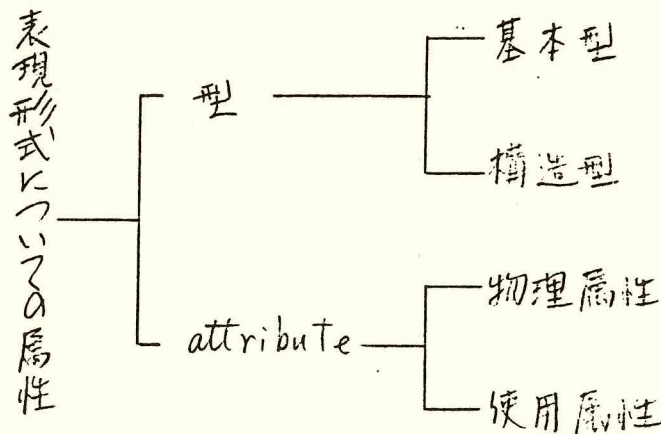 表現形式についての属性
型
基本型
構造型
attribute
物理属性
使用属性